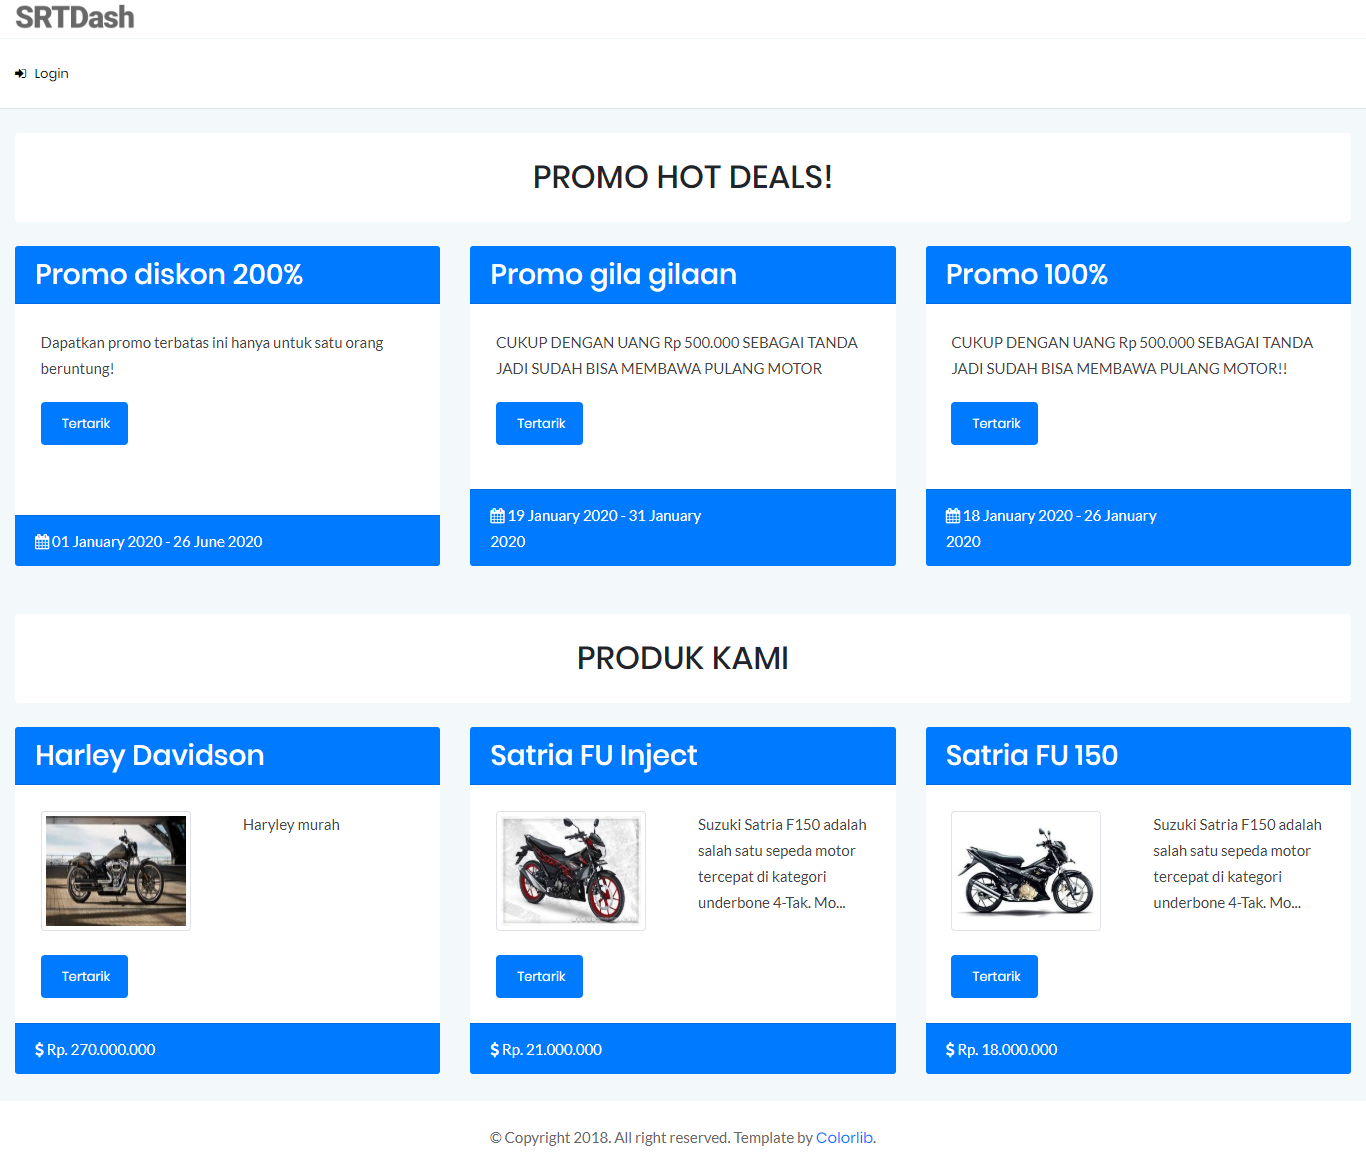 SRTDash
Login
PROMO HOT DEALS!
Promo diskon 200%
Dapatkan promo terbatas ini hanya untuk satu orang
beruntung!
Tertarik
01 January 2020 - 26 June 2020
Promo gila gilaan
CUKUP DENGAN UANG Rp 500.000 SEBAGAI TANDA
JADI SUDAH BISA MEMBAWA PULANG MOTOR
Tertarik
19 January 2020 - 31 January
2020
Promo 100%
CUKUP DENGAN UANG Rp 500.000 SEBAGAI TANDA
JADI SUDAH BISA MEMBAWA PULANG MOTOR!!
Tertarik
18 January 2020 - 26 January
2020
PRODUK KAMI
Harley Davidson
Haryley murah
Tertarik
$ Rp. 270.000.000
Satria FU Inject
Suzuki Satria F150 adalah
salah satu sepeda motor
tercepat di kategori
underbone 4-Tak. Mo...
Tertarik
$ Rp. 21.000.000
Satria FU 150
Suzuki Satria F150 adalah
salah satu sepeda motor
tercepat di kategori
underbone 4-Tak. Mo...
Tertarik
$ Rp. 18.000.000
© Copyright 2018. All right reserved. Template by Colorlib.